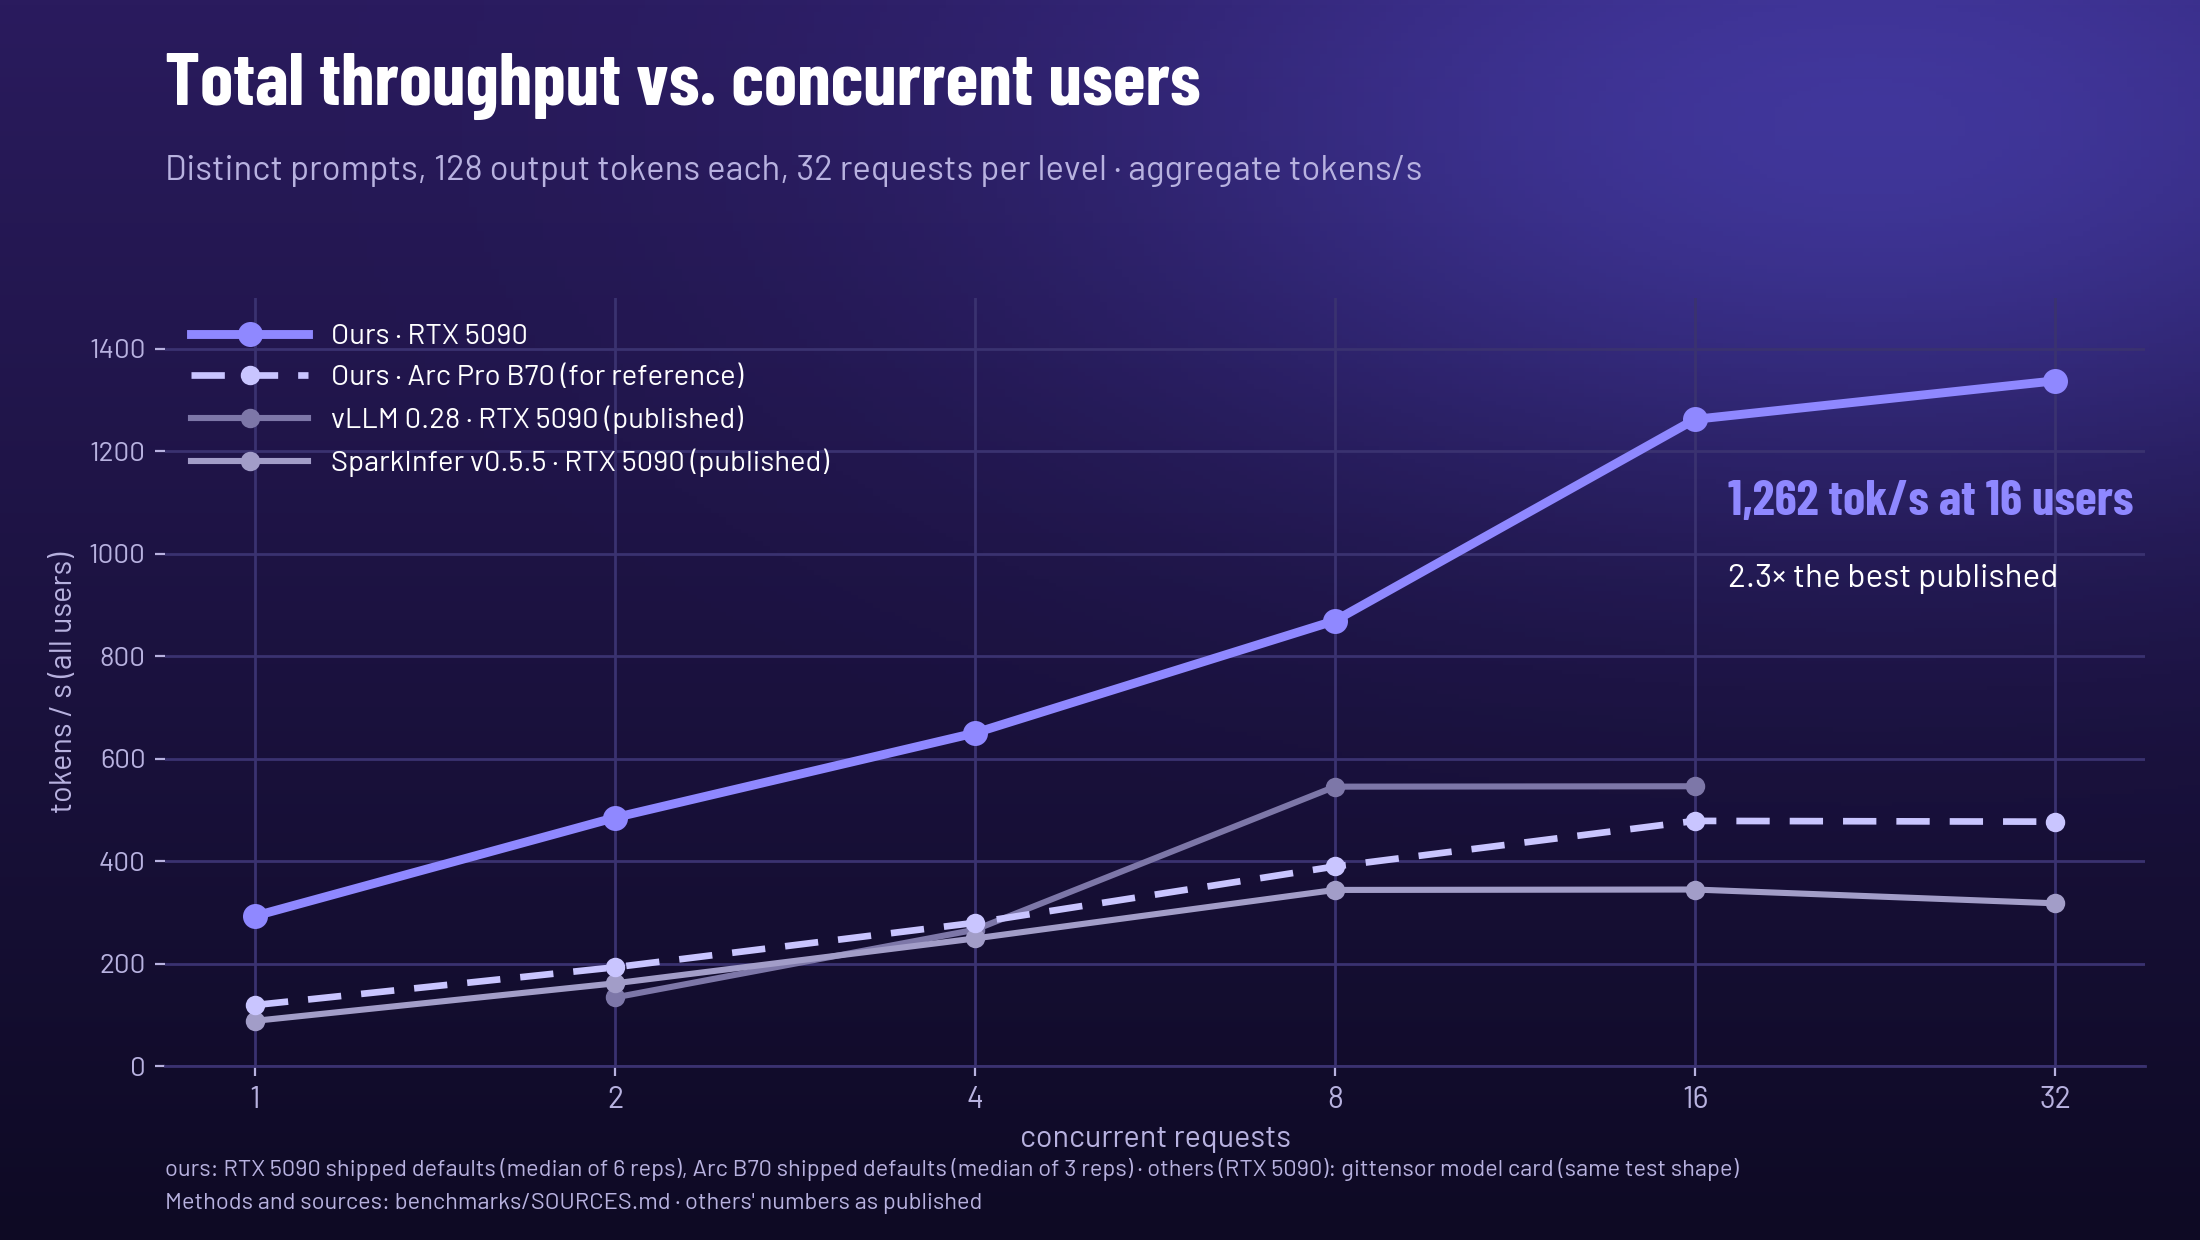 Total throughput vs. concurrent users
Distinct prompts, 128 output tokens each, 32 requests per level · aggregate tokens/s
Ours · RTX 5090
Ours · Arc Pro B70 (for reference)
vLLM 0.28 · RTX 5090 (published)
SparkInfer v0.5.5 · RTX 5090 (published)
1400
1200
1000
800
600
400
200
0
tokens / s (all users)
1,262 tok/s at 16 users
2.3× the best published
1 2 4 8 16 32
concurrent requests
ours: RTX 5090 shipped defaults (median of 6 reps), Arc B70 shipped defaults (median of 3 reps) · others (RTX 5090): gittensor model card (same test shape)
Methods and sources: benchmarks/SOURCES.md · others' numbers as published